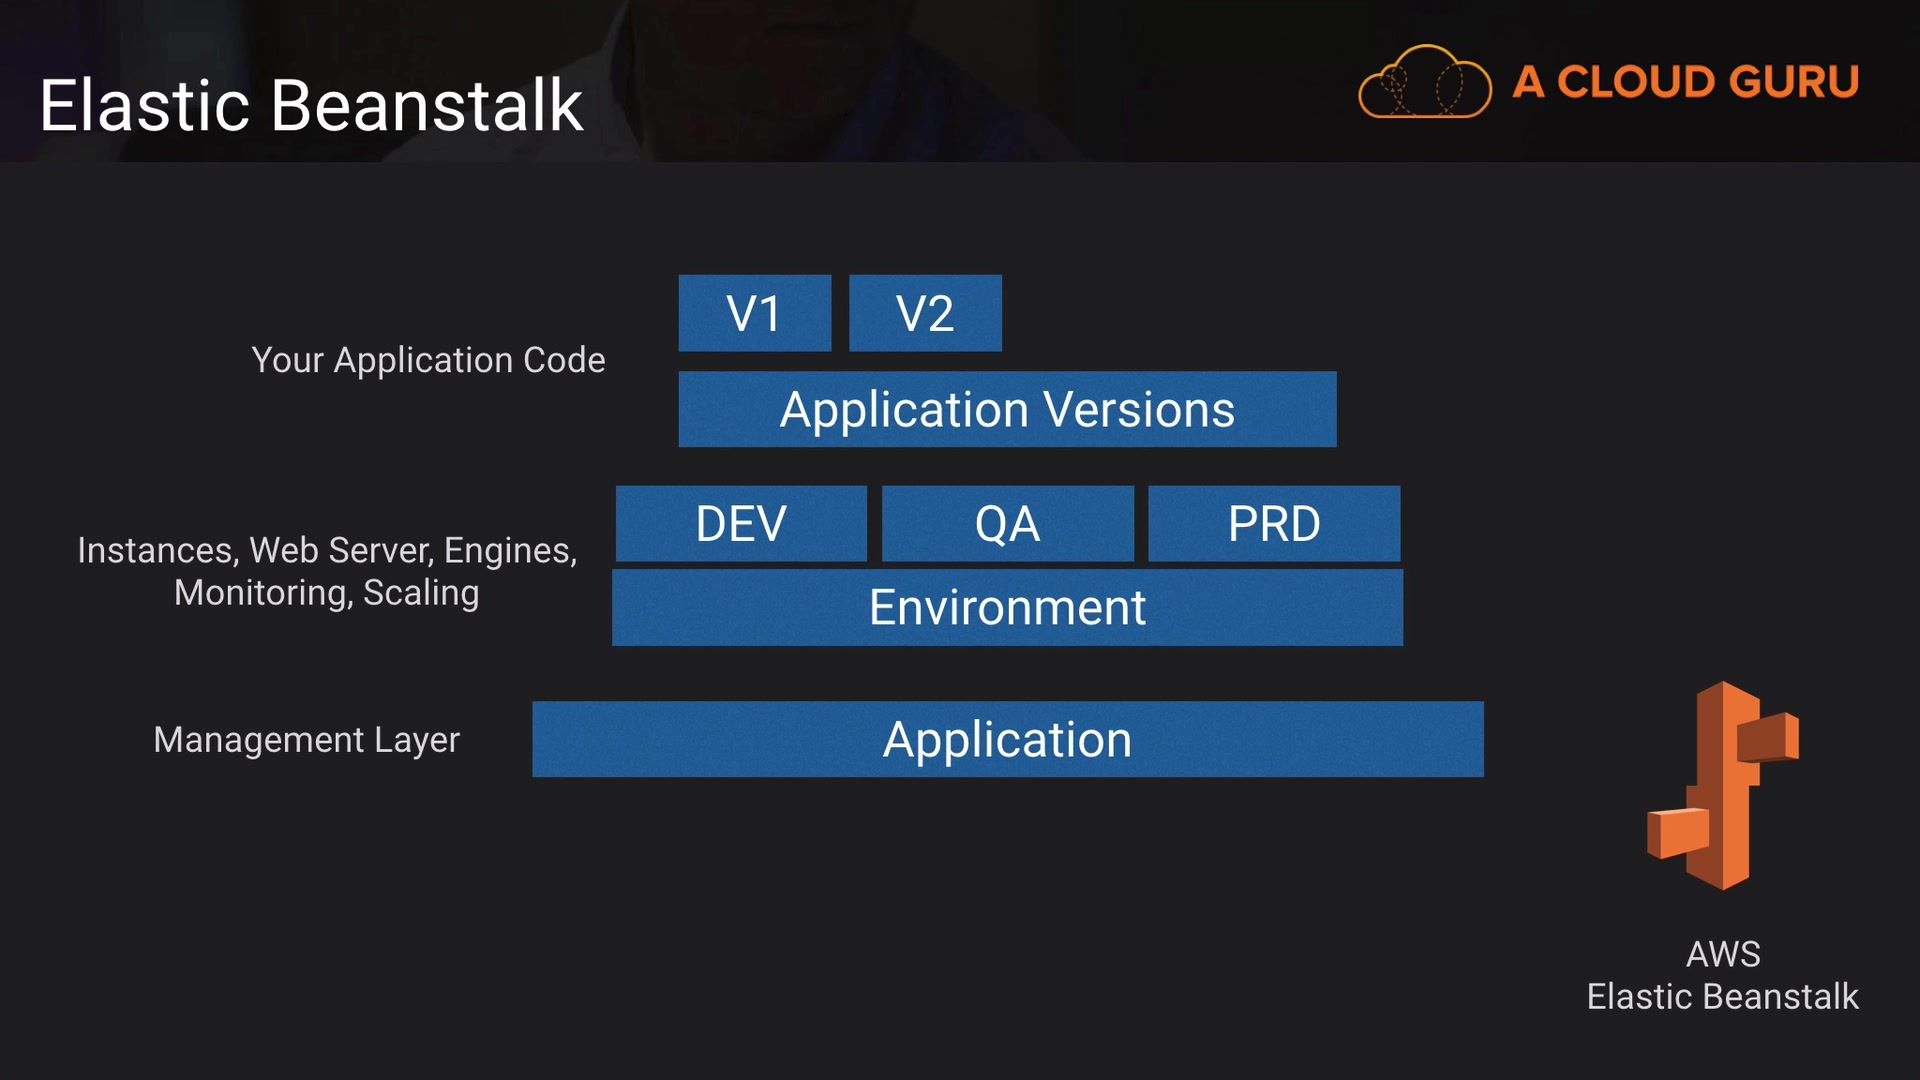 Elastic Beanstalk
A CLOUD GURU
V1
V2
Your Application Code
Application Versions
DEV
QA
PRD
Instances, Web Server, Engines,
Monitoring, Scaling
Environment
Management Layer
Application
AWS
Elastic Beanstalk